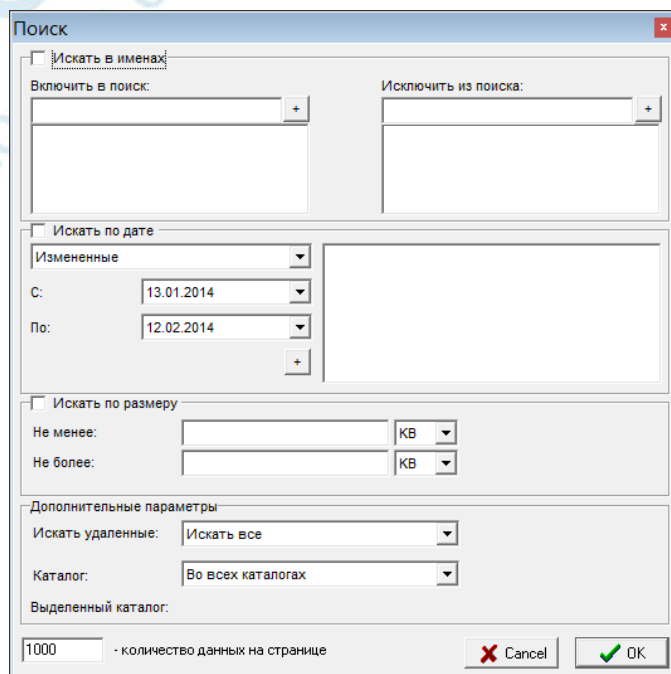 Поиск
Искать в именах
Включить в поиск: Исключить из поиска:
+ +
Искать по дате
Измененные
С: 13.01.2014
По: 12.02.2014
+
Искать по размеру
Не менее: KB
Не более: KB
Дополнительные параметры
Искать удаленные: Искать все
Каталог: Во всех каталогах
Выделенный каталог:
1000 - количество данных на странице Cancel OK